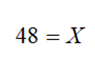 48 = X